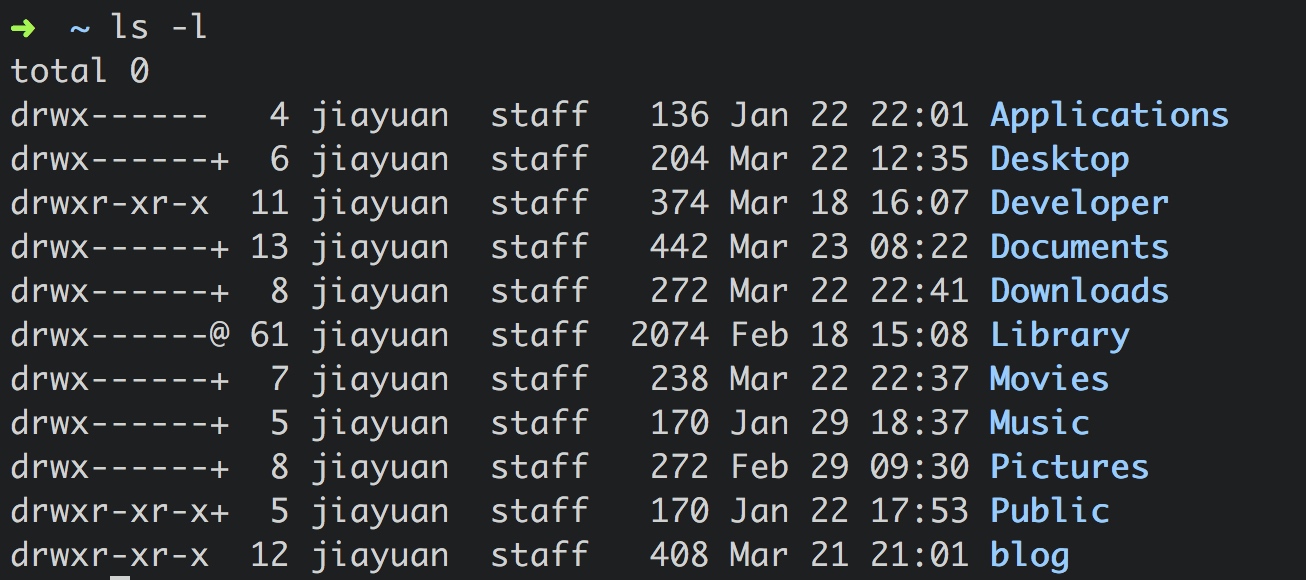 ➜  ~ ls -l
total 0
drwx------   4 jiayuan  staff   136 Jan 22 22:01 Applications
drwx------+  6 jiayuan  staff   204 Mar 22 12:35 Desktop
drwxr-xr-x  11 jiayuan  staff   374 Mar 18 16:07 Developer
drwx------+ 13 jiayuan  staff   442 Mar 23 08:22 Documents
drwx------+  8 jiayuan  staff   272 Mar 22 22:41 Downloads
drwx------@ 61 jiayuan  staff  2074 Feb 18 15:08 Library
drwx------+  7 jiayuan  staff   238 Mar 22 22:37 Movies
drwx------+  5 jiayuan  staff   170 Jan 29 18:37 Music
drwx------+  8 jiayuan  staff   272 Feb 29 09:30 Pictures
drwxr-xr-x+  5 jiayuan  staff   170 Jan 22 17:53 Public
drwxr-xr-x  12 jiayuan  staff   408 Mar 21 21:01 blog